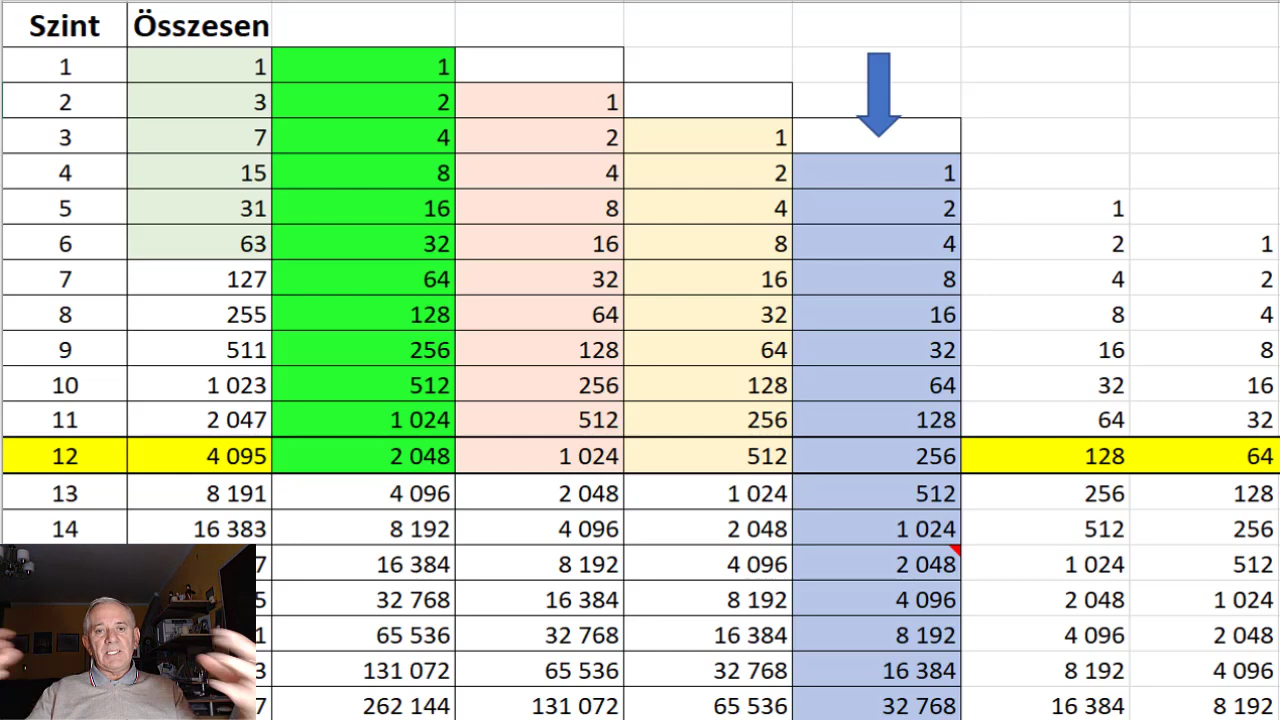 Szint Összesen
1 1 1
2 3 2 1
3 7 4 2 1
4 15 8 4 2 1
5 31 16 8 4 2 1
6 63 32 16 8 4 2 1
7 127 64 32 16 8 4 2
8 255 128 64 32 16 8 4
9 511 256 128 64 32 16 8
10 1 023 512 256 128 64 32 16
11 2 047 1 024 512 256 128 64 32
12 4 095 2 048 1 024 512 256 128 64
13 8 191 4 096 2 048 1 024 512 256 128
14 16 383 8 192 4 096 2 048 1 024 512 256
7 16 384 8 192 4 096 2 048 1 024 512
5 32 768 16 384 8 192 4 096 2 048 1 024
1 65 536 32 768 16 384 8 192 4 096 2 048
3 131 072 65 536 32 768 16 384 8 192 4 096
7 262 144 131 072 65 536 32 768 16 384 8 192